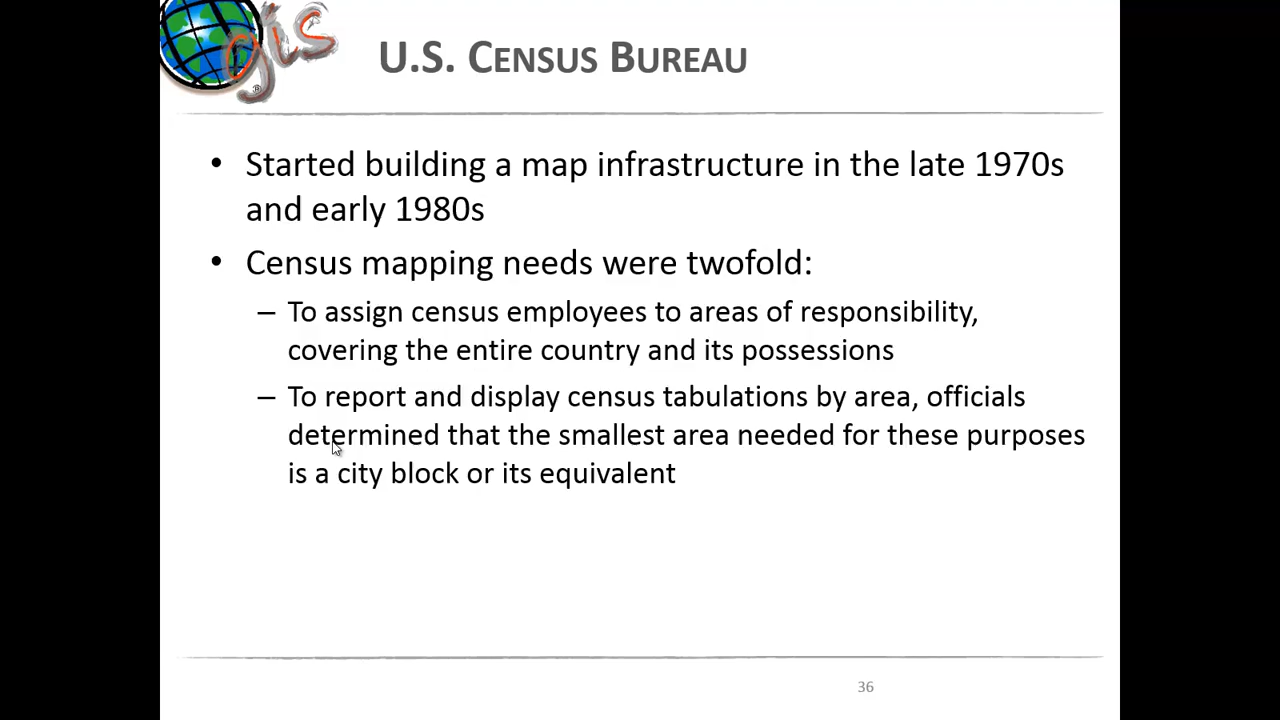 gis
®
U.S. CENSUS BUREAU
• Started building a map infrastructure in the late 1970s
and early 1980s
• Census mapping needs were twofold:
– To assign census employees to areas of responsibility,
covering the entire country and its possessions
– To report and display census tabulations by area, officials
determined that the smallest area needed for these purposes
is a city block or its equivalent
36